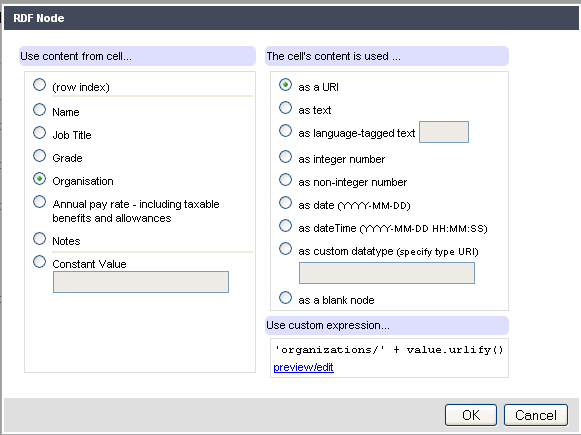 RDF Node
Use content from cell...
(row index)
Name
Job Title
Grade
Organisation
Annual pay rate - including taxable
benefits and allowances
Notes
Constant Value
The cell's content is used ...
as a URI
as text
as language-tagged text
as integer number
as non-integer number
as date (YYYY-MM-DD)
as dateTime (YYYY-MM-DD HH:MM:SS)
as custom datatype (specify type URI)
as a blank node
Use custom expression...
'organizations/' + value.urlify()
preview/edit
OK
Cancel